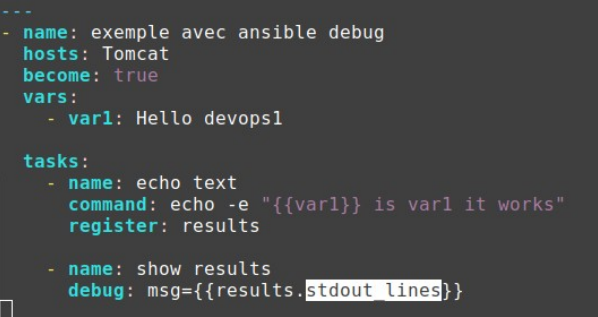 ---
- name: exemple avec ansible debug
  hosts: Tomcat
  become: true
  vars:
    - var1: Hello devops1

  tasks:
    - name: echo text
      command: echo -e "{{var1}} is var1 it works"
      register: results

    - name: show results
      debug: msg={{results.stdout_lines}}